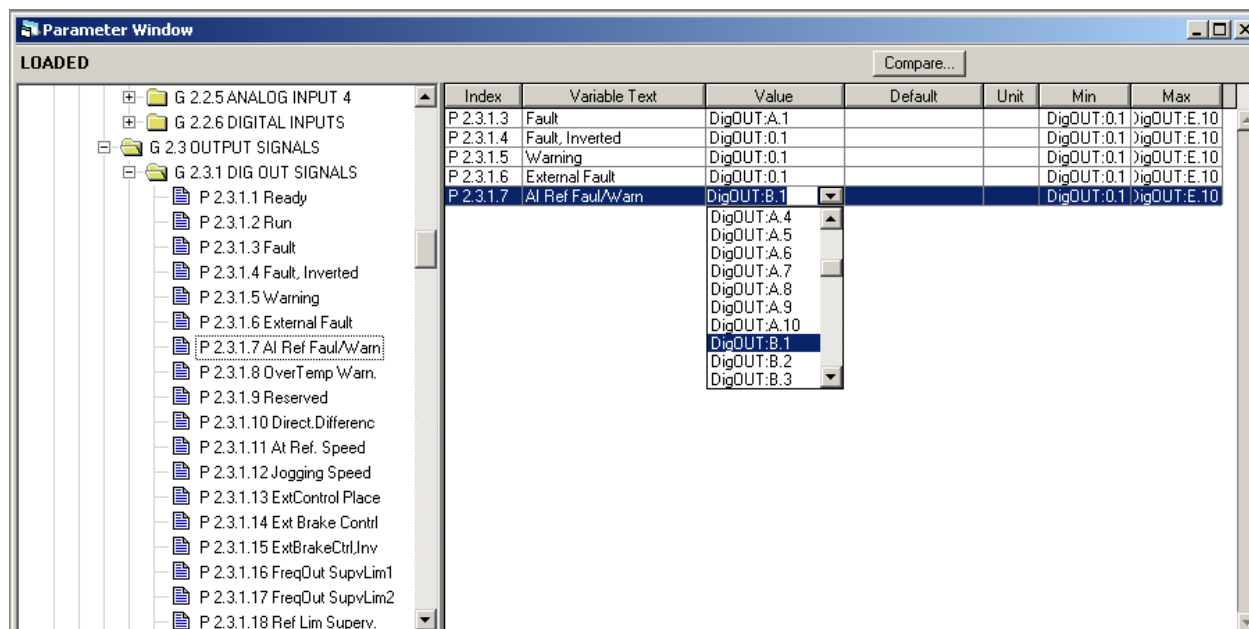 Parameter Window
LOADED
Compare...
G 2.2.5 ANALOG INPUT 4
G 2.2.6 DIGITAL INPUTS
G 2.3 OUTPUT SIGNALS
G 2.3.1 DIG OUT SIGNALS
P 2.3.1.1 Ready
P 2.3.1.2 Run
P 2.3.1.3 Fault
P 2.3.1.4 Fault, Inverted
P 2.3.1.5 Warning
P 2.3.1.6 External Fault
P 2.3.1.7 AI Ref Faul/Warn
P 2.3.1.8 OverTemp Warn.
P 2.3.1.9 Reserved
P 2.3.1.10 Direct.Differenc
P 2.3.1.11 At Ref. Speed
P 2.3.1.12 Jogging Speed
P 2.3.1.13 ExtControl Place
P 2.3.1.14 Ext Brake Contrl
P 2.3.1.15 ExtBrakeCtrl,Inv
P 2.3.1.16 FreqOut SupvLim1
P 2.3.1.17 FreqOut SupvLim2
P 2.3.1.18 Ref Lim Superv.
Index Variable Text Value Default Unit Min Max
P 2.3.1.3 Fault DigOUT:A.1 DigOUT:0.1 DigOUT:E.10
P 2.3.1.4 Fault, Inverted DigOUT:0.1 DigOUT:0.1 DigOUT:E.10
P 2.3.1.5 Warning DigOUT:0.1 DigOUT:0.1 DigOUT:E.10
P 2.3.1.6 External Fault DigOUT:0.1 DigOUT:0.1 DigOUT:E.10
P 2.3.1.7 AI Ref Faul/Warn DigOUT:B.1 DigOUT:0.1 DigOUT:E.10
DigOUT:A.4
DigOUT:A.5
DigOUT:A.6
DigOUT:A.7
DigOUT:A.8
DigOUT:A.9
DigOUT:A.10
DigOUT:B.1
DigOUT:B.2
DigOUT:B.3